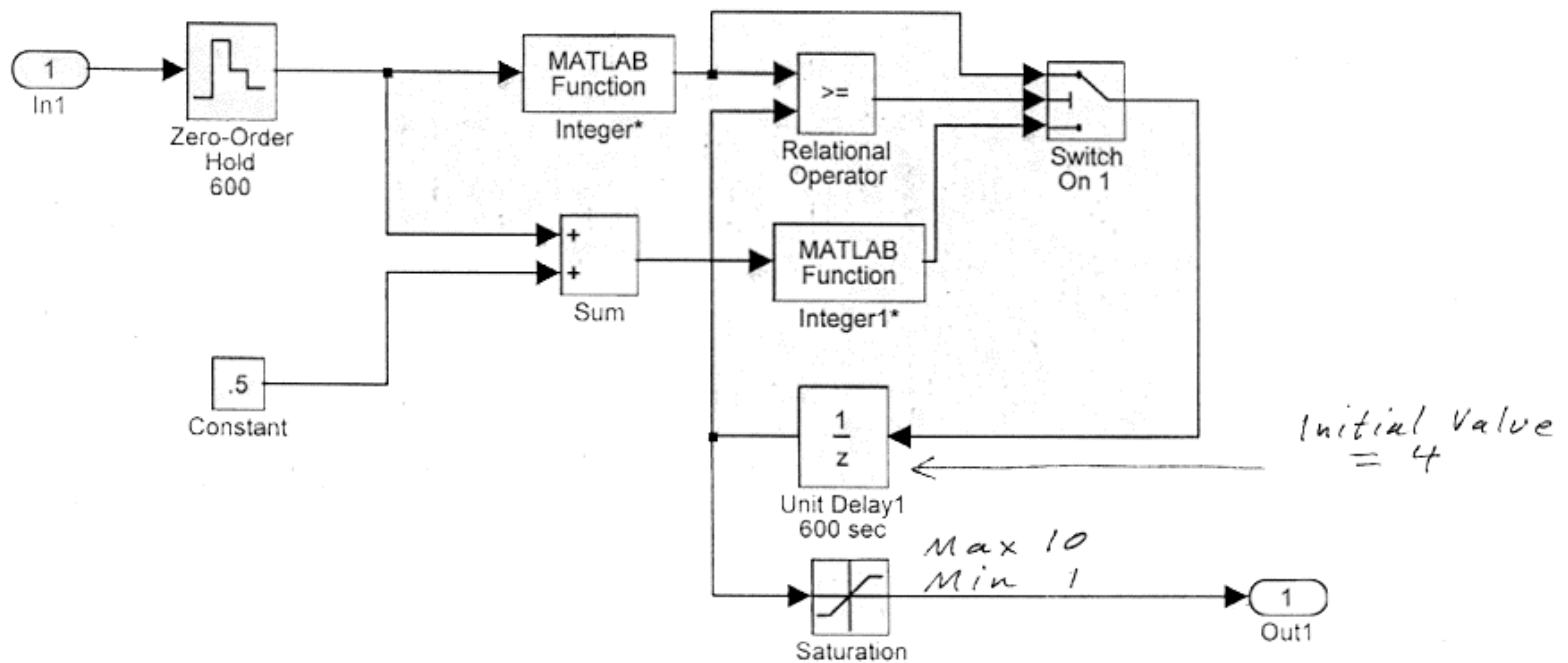 1
In1
Zero-Order
Hold
600
MATLAB
Function
Integer*
>=
Relational
Operator
Switch
On 1
+
+
Sum
MATLAB
Function
Integer1*
.5
Constant
1
z
Unit Delay1
600 sec
Initial Value
= 4
Max 10
Min 1
Saturation
1
Out1